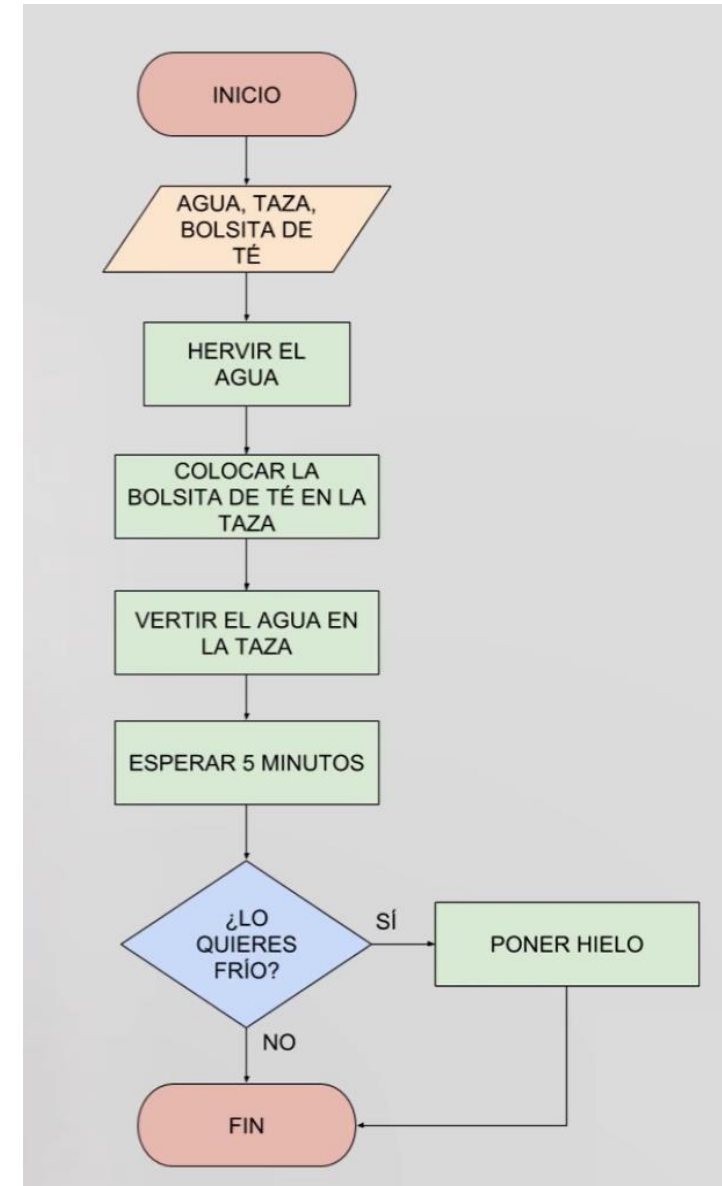 INICIO
AGUA, TAZA,
BOLSITA DE
TÉ
HERVIR EL
AGUA
COLOCAR LA
BOLSITA DE TÉ EN LA
TAZA
VERTIR EL AGUA EN
LA TAZA
ESPERAR 5 MINUTOS
¿LO
QUIERES
FRÍO?
SÍ
PONER HIELO
NO
FIN